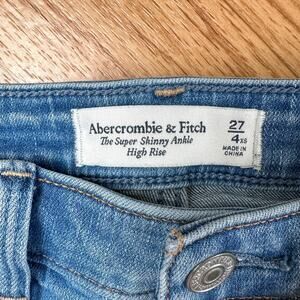 Abercrombie & Fitch
The Super Skinny Ankle
High Rise
27
4 XS
MADE IN
CHINA